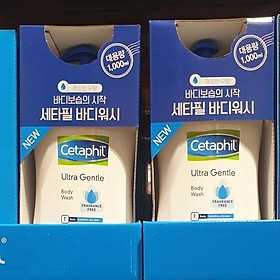 대용량
1,000ml
바디보습의 시작
세타필 바디워시
NEW
Cetaphil
Ultra Gentle
Body
Wash
FRAGRANCE
FREE
대용량
1,000ml
바디보습의 시작
세타필 바디워시
NEW
Cetaphil
Ultra Gentle
Body
Wash
FRAGRANCE
FREE